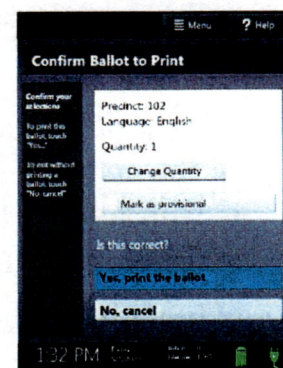 Menu
? Help
Confirm Ballot to Print
Confirm your
selections
To print this
ballot, touch
"Yes..."
To exit without
printing a
ballot, touch
"No, cancel"
Precinct: 102
Language: English
Quantity: 1
Change Quantity
Mark as provisional
Is this correct?
Yes, print the ballot
No, cancel
1:32 PM